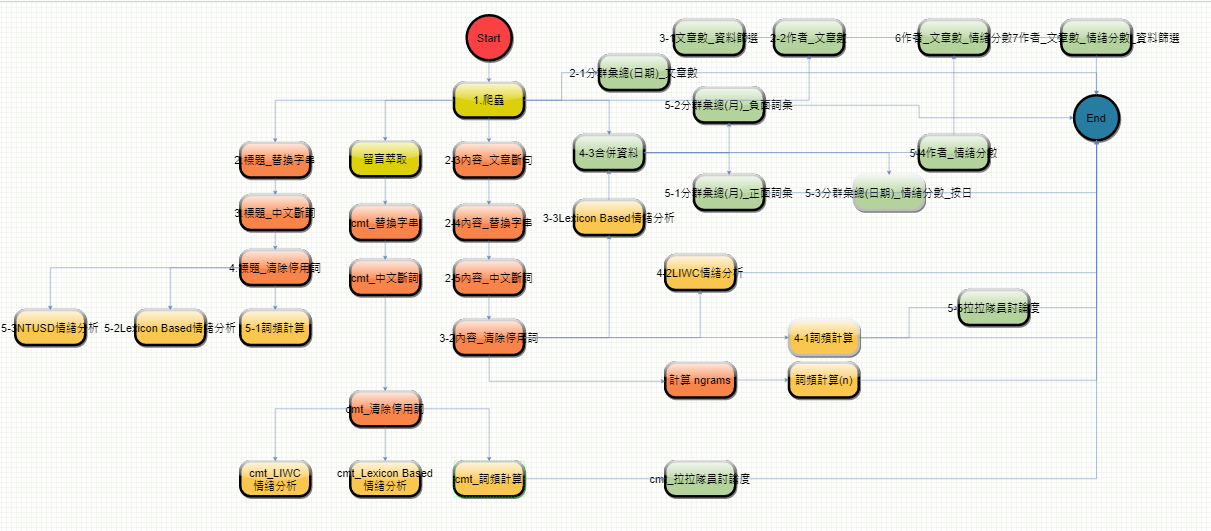 Start
3-1文章數_資料篩選
2-2作者_文章數
6作者_文章數_情緒分數
7作者_文章數_情緒分數_資料篩選
2-1分群彙總(日期)_文章數
1.爬蟲
5-2分群彙總(月)_負面詞彙
End
2.標題_替換字串
留言萃取
2-3內容_文章斷句
4-3合併資料
5-4作者_情緒分數
5-1分群彙總(月)_正面詞彙
5-3分群彙總(日期)_情緒分數_按日
3.標題_中文斷詞
cmt_替換字串
2-4內容_替換字串
3-3Lexicon Based情緒分析
4.標題_清除停用詞
cmt_中文斷詞
2-5內容_中文斷詞
4-2LIWC情緒分析
5-5拉拉隊員討論度
5-3NTUSD情緒分析
5-2Lexicon Based情緒分析
5-1詞頻計算
3-2內容_清除停用詞
4-1詞頻計算
計算 ngrams
詞頻計算(n)
cmt_清除停用詞
cmt_LIWC
情緒分析
cmt_Lexicon Based
情緒分析
cmt_詞頻計算
cmt_拉拉隊員討論度